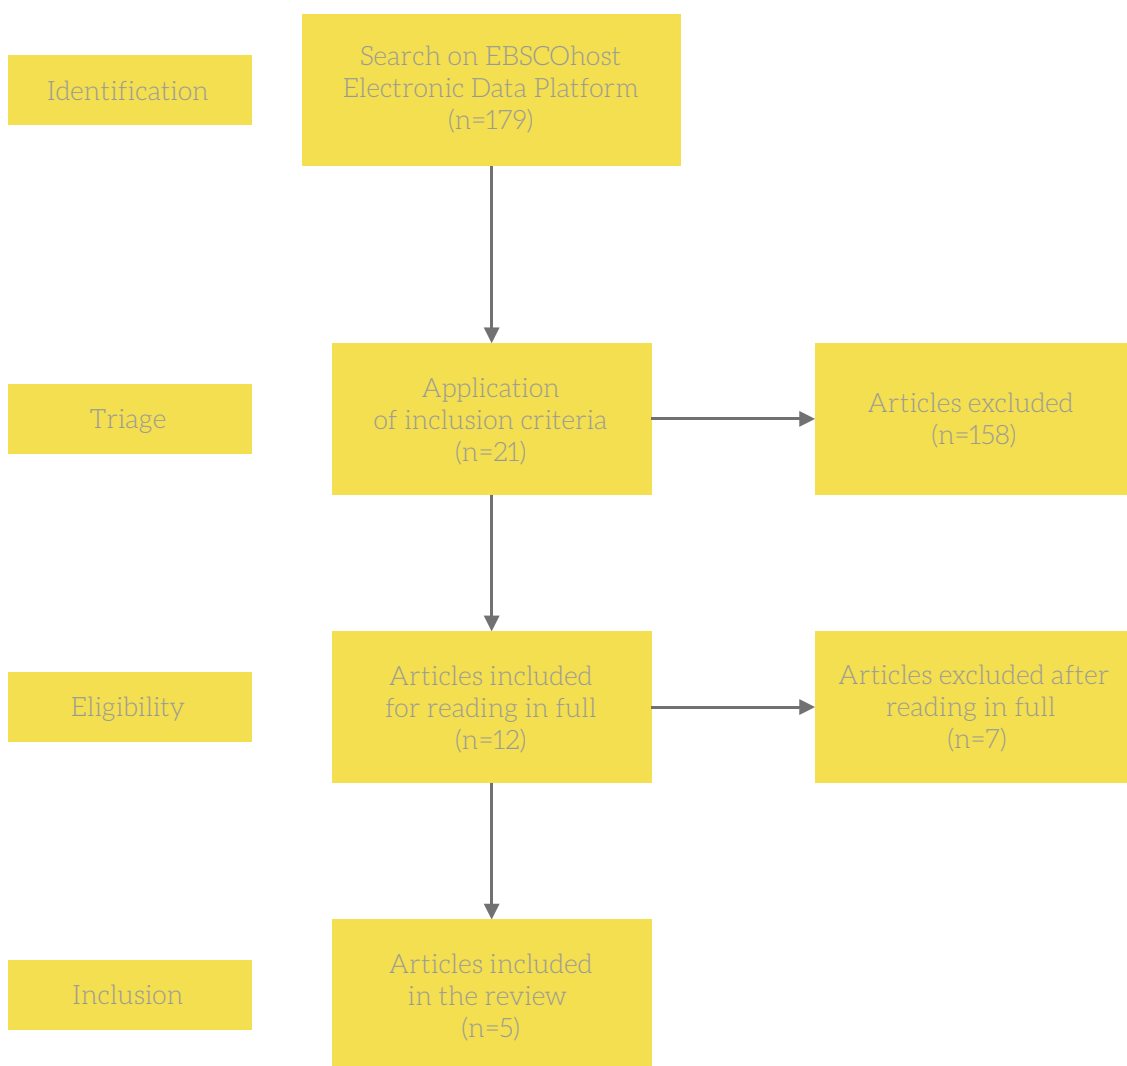 Identification
Search on EBSCOhost
Electronic Data Platform
(n=179)
Triage
Application
of inclusion criteria
(n=21)
Articles excluded
(n=158)
Eligibility
Articles included
for reading in full
(n=12)
Articles excluded after
reading in full
(n=7)
Inclusion
Articles included
in the review
(n=5)